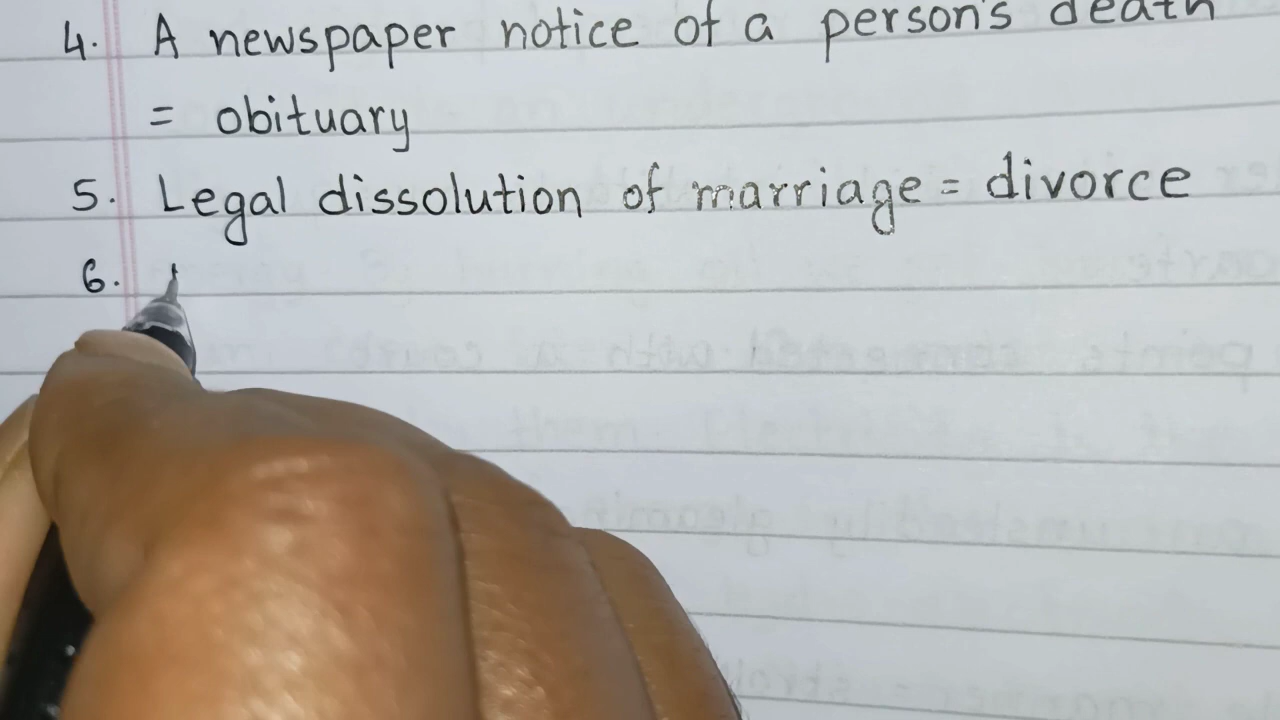 4. A newspaper notice of a person's death
= obituary
5. Legal dissolution of marriage = divorce
6.